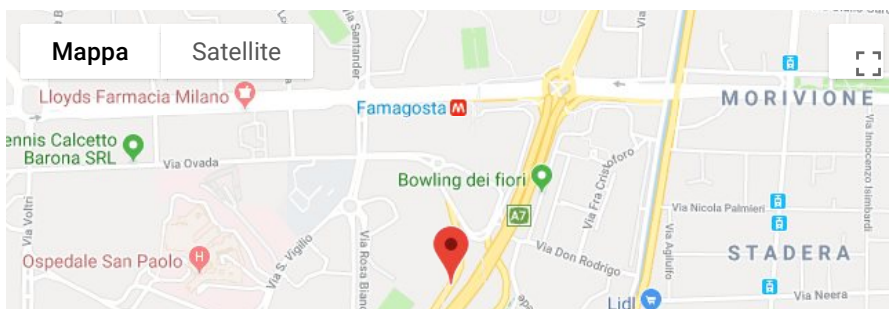 Mappa
Satellite
Via Santander
Lloyds Farmacia Milano
Famagosta M
MORIVIONE
ennis Calcetto
Barona SRL
Via Ovada
Bowling dei fiori
A7
Via Fra Cristoforo
Via Innocenzo Isimbardi
Via Nicola Palmieri
Via Voltri
Ospedale San Paolo H
Via S. Vigilio
Via Rosa Bianc
Via Don Rodrigo
Via Agilulfo
STADERA
Lidl
Via Neera